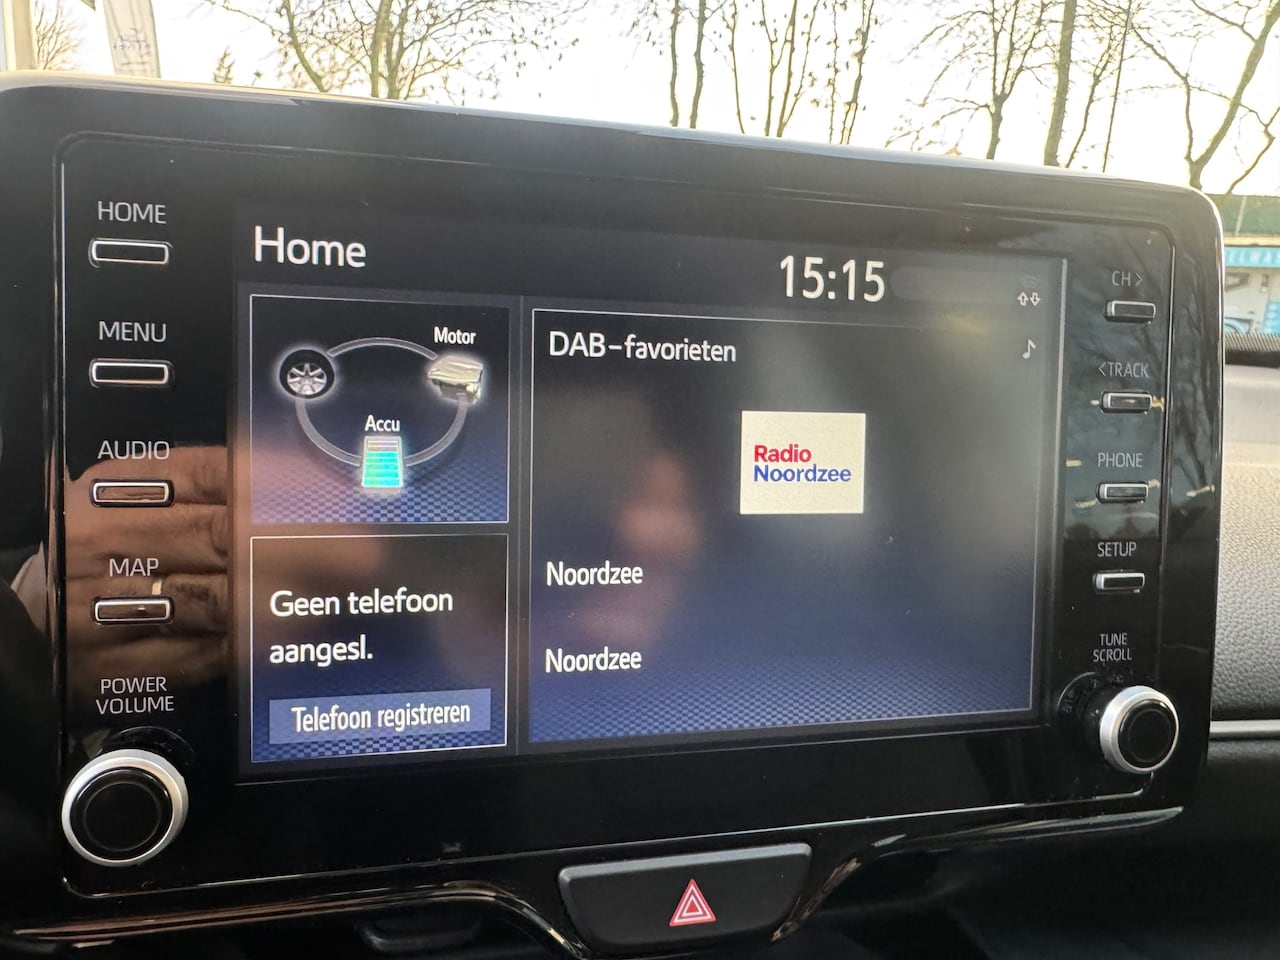 HOME
MENU
AUDIO
MAP
POWER
VOLUME
Home
15:15
Motor
Accu
Geen telefoon
aangesl.
Telefoon registreren
DAB-favorieten
Radio
Noordzee
Noordzee
Noordzee
CH >
< TRACK
PHONE
SETUP
TUNE
SCROLL